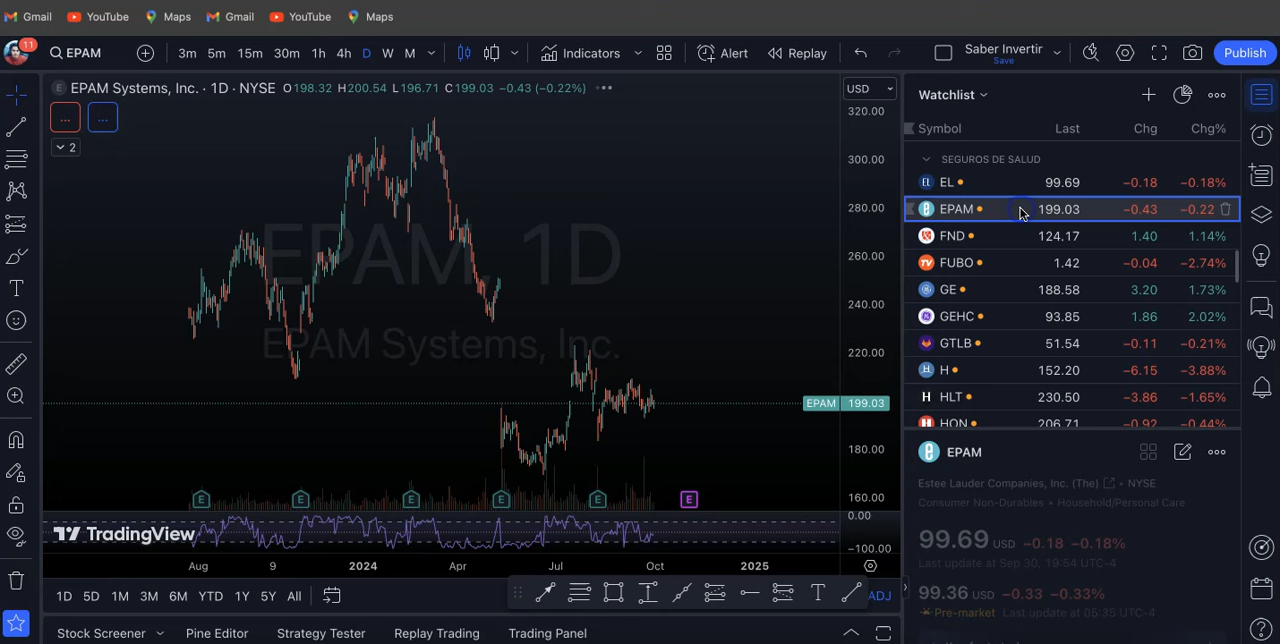 Gmail YouTube Maps Gmail YouTube Maps
11 EPAM 3m 5m 15m 30m 1h 4h D W M Indicators Alert Replay Saber Invertir Save Publish
E EPAM Systems, Inc. · 1D · NYSE O198.32 H200.54 L196.71 C199.03 −0.43 (−0.22%)
USD
... ...
2
EPAM, 1D
EPAM Systems, Inc.
320.00
300.00
280.00
260.00
240.00
220.00
EPAM 199.03
180.00
160.00
E E E E E E
0.00
−100.00
TradingView
Aug 9 2024 Apr Jul Oct 2025
1D 5D 1M 3M 6M YTD 1Y 5Y All ADJ
Stock Screener Pine Editor Strategy Tester Replay Trading Trading Panel
Watchlist
Symbol Last Chg Chg%
SEGUROS DE SALUD
EL 99.69 −0.18 −0.18%
EPAM 199.03 −0.43 −0.22
FND 124.17 1.40 1.14%
FUBO 1.42 −0.04 −2.74%
GE 188.58 3.20 1.73%
GEHC 93.85 1.86 2.02%
GTLB 51.54 −0.11 −0.21%
H 152.20 −6.15 −3.88%
HLT 230.50 −3.86 −1.65%
HON 206.71 −0.92 −0.44%
EPAM
Estee Lauder Companies, Inc. (The) • NYSE
Consumer Non-Durables • Household/Personal Care
99.69 USD −0.18 −0.18%
Last update at Sep 30, 19:54 UTC-4
99.36 USD −0.33 −0.33%
Pre-market Last update at 05:35 UTC-4